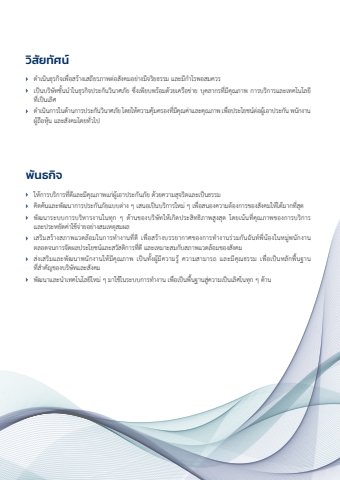 วิสัยทัศน์
ดำเนินธุรกิจเพื่อสร้างเสถียรภาพต่อสังคมอย่างมีจริยธรรม และมีกำไรพอสมควร
เป็นบริษัทชั้นนำในธุรกิจประกันวินาศภัย ซึ่งเพียบพร้อมด้วยเครือข่าย บุคลากรที่มีคุณภาพ การบริการและเทคโนโลยี
ที่เป็นเลิศ
ดำเนินการในด้านการประกันวินาศภัย โดยให้ความคุ้มครองที่มีคุณค่าและคุณภาพ เพื่อประโยชน์ต่อผู้เอาประกัน พนักงาน
ผู้ถือหุ้น และสังคมโดยทั่วไป
พันธกิจ
ให้การบริการที่ดีและมีคุณภาพแก่ผู้เอาประกันภัย ด้วยความสุจริตและเป็นธรรม
คิดค้นและพัฒนาการประกันภัยแบบต่าง ๆ เสนอเป็นบริการใหม่ ๆ เพื่อสนองความต้องการของสังคมให้ได้มากที่สุด
พัฒนาระบบการบริหารงานในทุก ๆ ด้านของบริษัทให้เกิดประสิทธิภาพสูงสุด โดยเน้นที่คุณภาพของการบริการ
และประหยัดค่าใช้จ่ายอย่างสมเหตุสมผล
เสริมสร้างสภาพแวดล้อมในการทำงานที่ดี เพื่อสร้างบรรยากาศของการทำงานร่วมกันฉันท์พี่น้องในหมู่พนักงาน
ตลอดจนการจัดผลประโยชน์และสวัสดิการที่ดี และเหมาะสมกับสภาพแวดล้อมของสังคม
ส่งเสริมและพัฒนาพนักงานให้มีคุณภาพ เป็นทั้งผู้มีความรู้ ความสามารถ และมีคุณธรรม เพื่อเป็นหลักพื้นฐาน
ที่สำคัญของบริษัทและสังคม
พัฒนาและนำเทคโนโลยีใหม่ ๆ มาใช้ในระบบการทำงาน เพื่อเป็นพื้นฐานสู่ความเป็นเลิศในทุก ๆ ด้าน